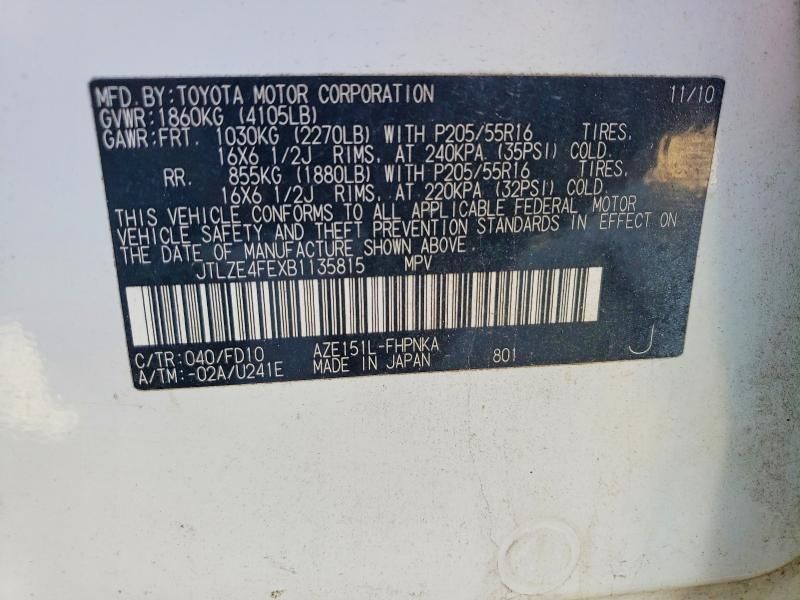 MFD.BY:TOYOTA MOTOR CORPORATION 11/10
GVWR:1860KG (4105LB)
GAWR:FRT. 1030KG (2270LB) WITH P205/55R16 TIRES,
16X6 1/2J RIMS, AT 240KPA (35PSI) COLD.
RR. 855KG (1880LB) WITH P205/55R16 TIRES,
16X6 1/2J RIMS, AT 220KPA (32PSI) COLD.
THIS VEHICLE CONFORMS TO ALL APPLICABLE FEDERAL MOTOR
VEHICLE SAFETY AND THEFT PREVENTION STANDARDS IN EFFECT ON
THE DATE OF MANUFACTURE SHOWN ABOVE.
JTLZE4FEXB1135815 MPV
C/TR:040/FD10 AZE151L-FHPNKA J
A/TM:-02A/U241E MADE IN JAPAN 801